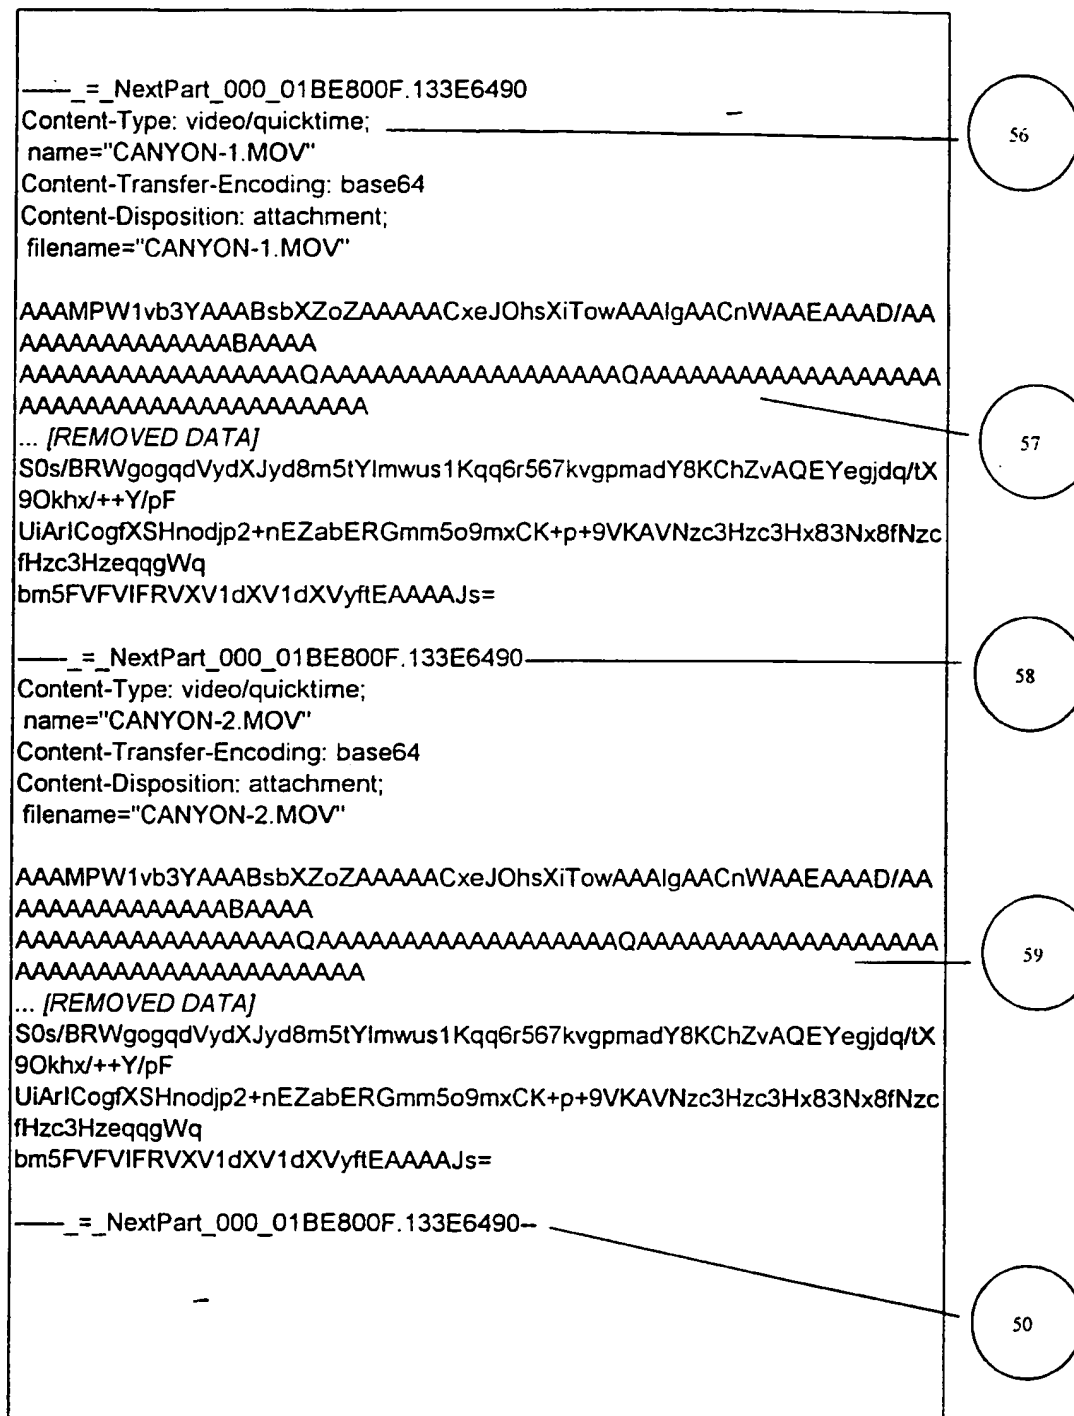 ------_=_NextPart_000_01BE800F.133E6490
Content-Type: video/quicktime;
name="CANYON-1.MOV"
Content-Transfer-Encoding: base64
Content-Disposition: attachment;
filename="CANYON-1.MOV"
AAAMPW1vb3YAAABsbXZoZAAAAACxeJOhsXiTowAAAlgAACnWAAEAAAD/AA
AAAAAAAAAAAAABAAAA
AAAAAAAAAAAAAAAAAQAAAAAAAAAAAAAAAAAAQAAAAAAAAAAAAAAAAAA
AAAAAAAAAAAAAAAAAAAAA
... [REMOVED DATA]
S0s/BRWgogqdVydXJyd8m5tYlmwus1Kqq6r567kvgpmadY8KChZvAQEYegjdq/tX
9Okhx/++Y/pF
UiArICogfXSHnodjp2+nEZabERGmm5o9mxCK+p+9VKAVNzc3Hzc3Hx83Nx8fNzc
fHzc3HzeqqgWq
bm5FVFVIFRVXV1dXV1dXVyftEAAAAJs=
------_=_NextPart_000_01BE800F.133E6490
Content-Type: video/quicktime;
name="CANYON-2.MOV"
Content-Transfer-Encoding: base64
Content-Disposition: attachment;
filename="CANYON-2.MOV"
AAAMPW1vb3YAAABsbXZoZAAAAACxeJOhsXiTowAAAlgAACnWAAEAAAD/AA
AAAAAAAAAAAAABAAAA
AAAAAAAAAAAAAAAAAQAAAAAAAAAAAAAAAAAAQAAAAAAAAAAAAAAAAAA
AAAAAAAAAAAAAAAAAAAAA
... [REMOVED DATA]
S0s/BRWgogqdVydXJyd8m5tYlmwus1Kqq6r567kvgpmadY8KChZvAQEYegjdq/tX
9Okhx/++Y/pF
UiArICogfXSHnodjp2+nEZabERGmm5o9mxCK+p+9VKAVNzc3Hzc3Hx83Nx8fNzc
fHzc3HzeqqgWq
bm5FVFVIFRVXV1dXV1dXVyftEAAAAJs=
------_=_NextPart_000_01BE800F.133E6490--
56
57
58
59
50